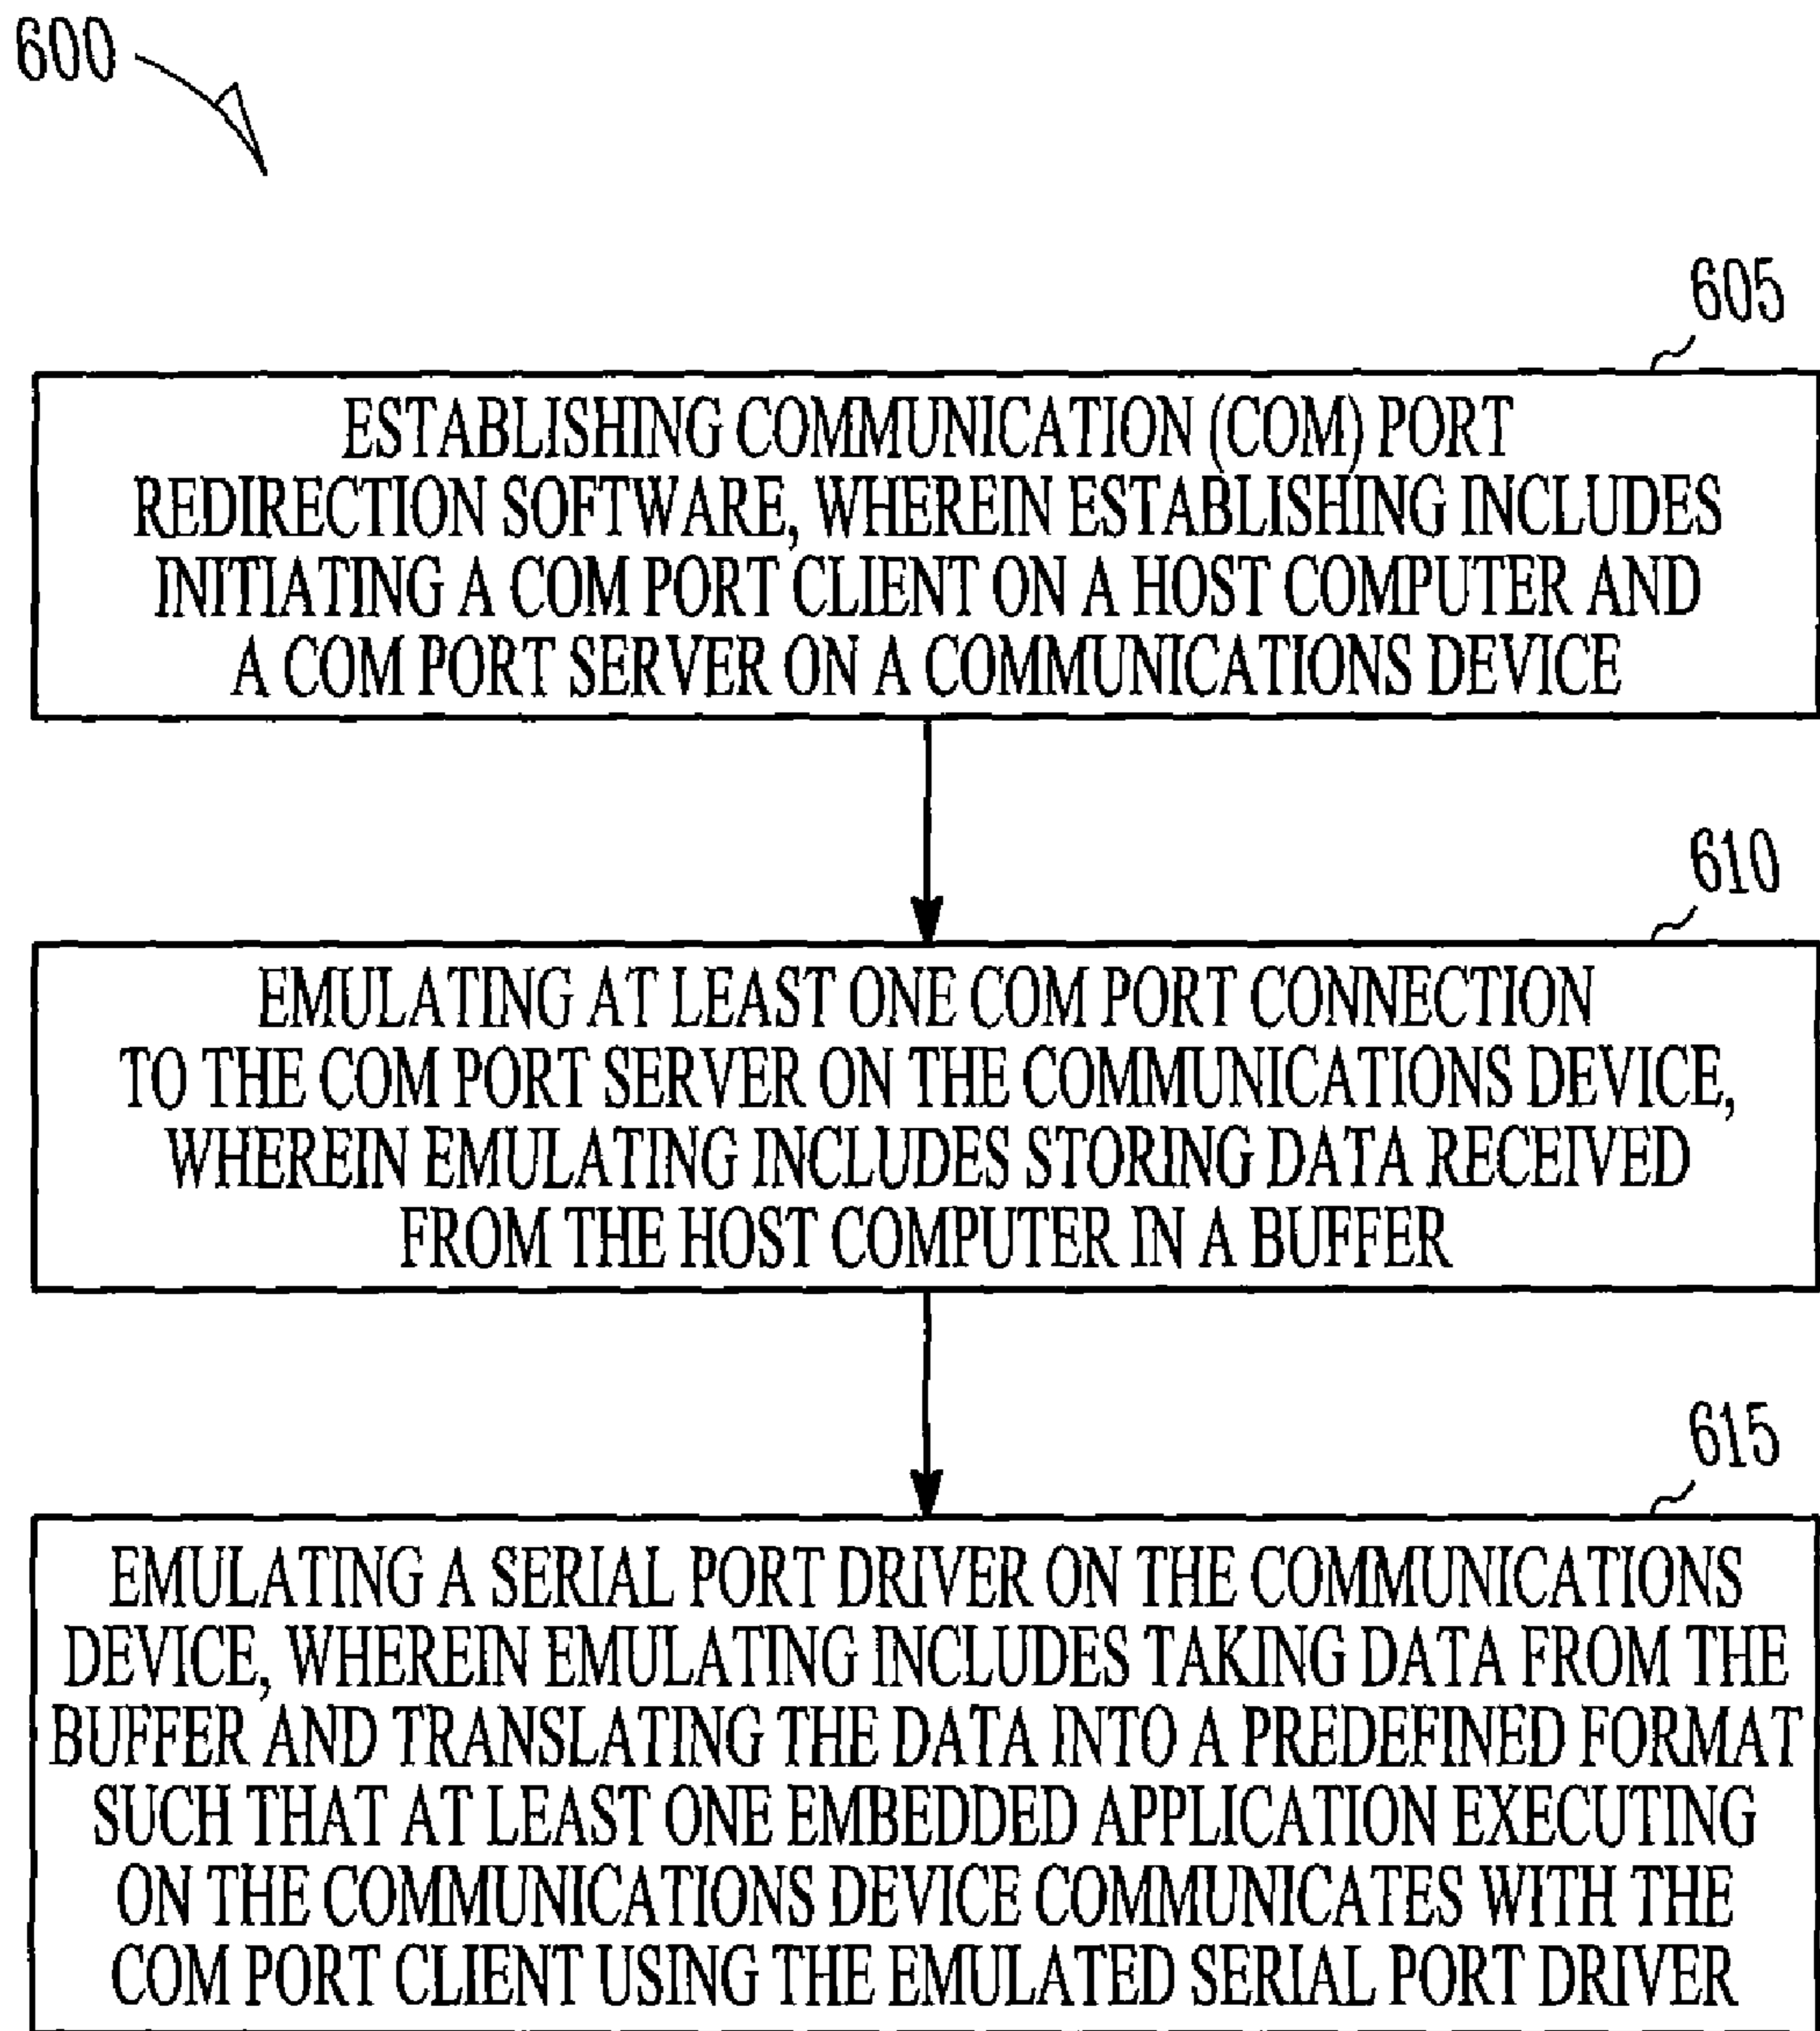 600
605
ESTABLISHING COMMUNICATION (COM) PORT
REDIRECTION SOFTWARE, WHEREIN ESTABLISHING INCLUDES
INITIATING A COM PORT CLIENT ON A HOST COMPUTER AND
A COM PORT SERVER ON A COMMUNICATIONS DEVICE
610
EMULATING AT LEAST ONE COM PORT CONNECTION
TO THE COM PORT SERVER ON THE COMMUNICATIONS DEVICE,
WHEREIN EMULATING INCLUDES STORING DATA RECEIVED
FROM THE HOST COMPUTER IN A BUFFER
615
EMULATING A SERIAL PORT DRIVER ON THE COMMUNICATIONS
DEVICE, WHEREIN EMULATING INCLUDES TAKING DATA FROM THE
BUFFER AND TRANSLATING THE DATA INTO A PREDEFINED FORMAT
SUCH THAT AT LEAST ONE EMBEDDED APPLICATION EXECUTING
ON THE COMMUNICATIONS DEVICE COMMUNICATES WITH THE
COM PORT CLIENT USING THE EMULATED SERIAL PORT DRIVER